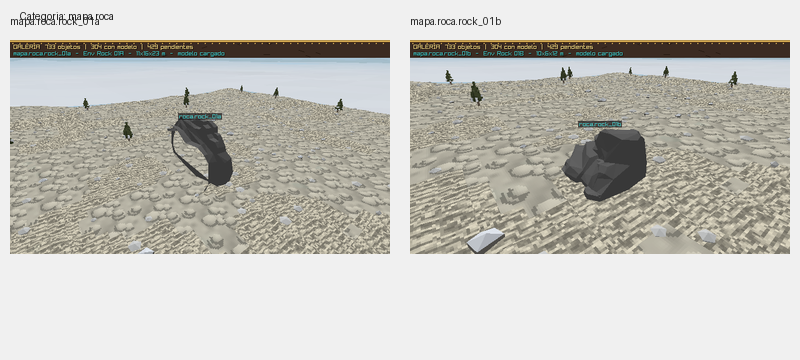 Categoria: mapa.roca
mapa.roca.rock_01a
mapa.roca.rock_01b
GALERIA 733 objetos | 304 con modelo | 429 pendientes
mapa.roca.rock_01a - Env Rock 01A - 11x16x23 m - modelo cargado
GALERIA 733 objetos | 304 con modelo | 429 pendientes
mapa.roca.rock_01b - Env Rock 01B - 10x6x12 m - modelo cargado
roca.rock_01a
roca.rock_01b